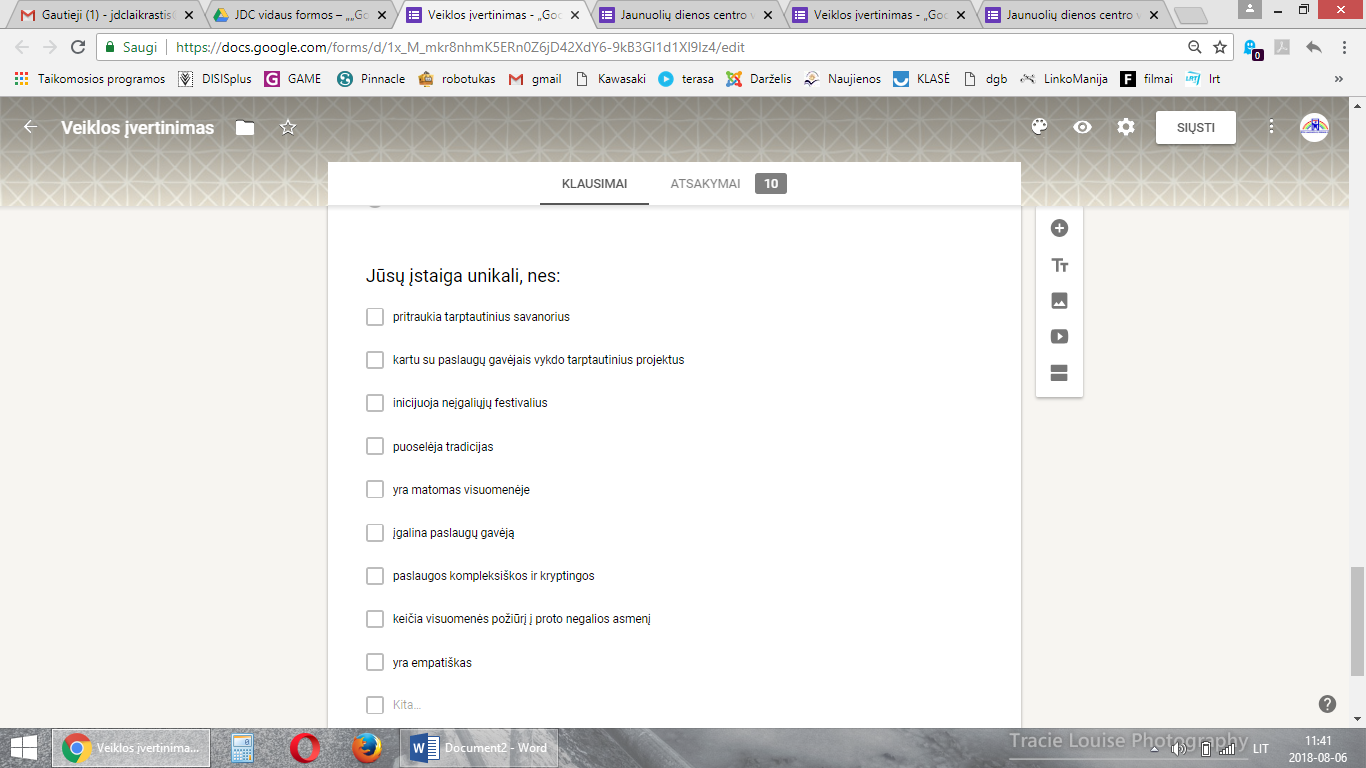 Gautieji (1) - jdclaikrastis
JDC vidaus formos – „Go
Veiklos įvertinimas - „Goo
Jaunuolių dienos centro v
Veiklos įvertinimas - „Goo
Jaunuolių dienos centro v
Saugi
https://docs.google.com/forms/d/1x_M_mkr8nhmK5ERn0Z6jD42XdY6-9kB3Gl1d1Xl9Iz4/edit
0
Taikomosios programos
DISISplus
GAME
Pinnacle
robotukas
gmail
Kawasaki
terasa
Darželis
Naujienos
KLASĖ
dgb
LinkoManija
filmai
lrt
»
Veiklos įvertinimas
SIŲSTI
KLAUSIMAI
ATSAKYMAI
10
Jūsų įstaiga unikali, nes:
pritraukia tarptautinius savanorius
kartu su paslaugų gavėjais vykdo tarptautinius projektus
inicijuoja neįgaliųjų festivalius
puoselėja tradicijas
yra matomas visuomenėje
įgalina paslaugų gavėją
paslaugos kompleksiškos ir kryptingos
keičia visuomenės požiūrį į proto negalios asmenį
yra empatiškas
Kita...
Veiklos įvertinima...
Document2 - Word
Tracie Louise Photography
LIT
11:41
2018-08-06